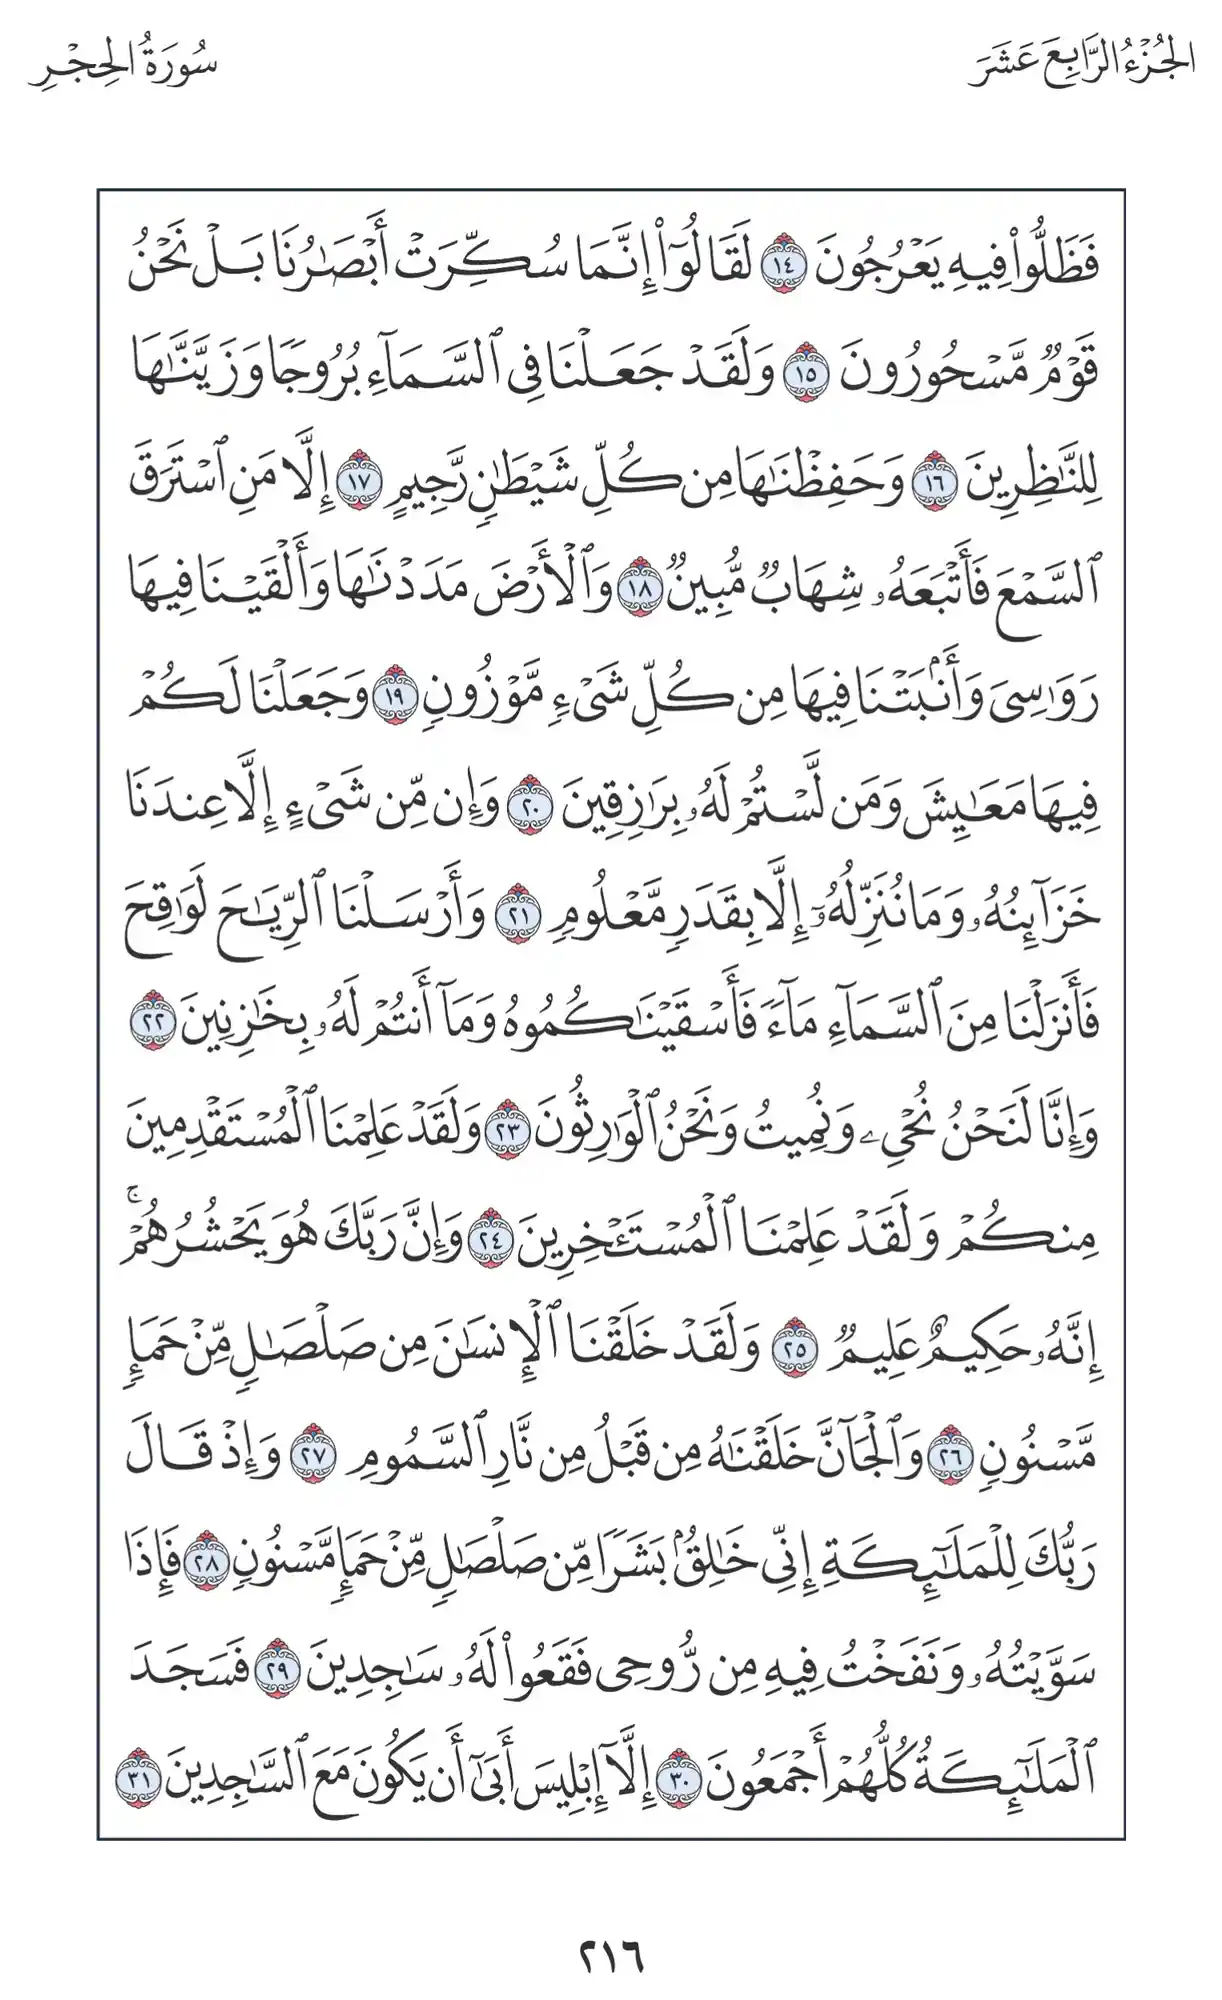 الجُزْءُ الرَّابِعَ عَشَرَ
سُورَةُ الحِجْرِ
فَظَلُّوا۟ فِيهِ يَعْرُجُونَ ١٤ لَقَالُوٓا۟ إِنَّمَا سُكِّرَتْ أَبْصَٰرُنَا بَلْ نَحْنُ
قَوْمٌ مَّسْحُورُونَ ١٥ وَلَقَدْ جَعَلْنَا فِى ٱلسَّمَآءِ بُرُوجًا وَزَيَّنَّٰهَا
لِلنَّٰظِرِينَ ١٦ وَحَفِظْنَٰهَا مِن كُلِّ شَيْطَٰنٍ رَّجِيمٍ ١٧ إِلَّا مَنِ ٱسْتَرَقَ
ٱلسَّمْعَ فَأَتْبَعَهُۥ شِهَابٌ مُّبِينٌ ١٨ وَٱلْأَرْضَ مَدَدْنَٰهَا وَأَلْقَيْنَا فِيهَا
رَوَٰسِىَ وَأَنۢبَتْنَا فِيهَا مِن كُلِّ شَىْءٍ مَّوْزُونٍ ١٩ وَجَعَلْنَا لَكُمْ
فِيهَا مَعَٰيِشَ وَمَن لَّسْتُمْ لَهُۥ بِرَٰزِقِينَ ٢٠ وَإِن مِّن شَىْءٍ إِلَّا عِندَنَا
خَزَآئِنُهُۥ وَمَا نُنَزِّلُهُۥٓ إِلَّا بِقَدَرٍ مَّعْلُومٍ ٢١ وَأَرْسَلْنَا ٱلرِّيَٰحَ لَوَٰقِحَ
فَأَنزَلْنَا مِنَ ٱلسَّمَآءِ مَآءً فَأَسْقَيْنَٰكُمُوهُ وَمَآ أَنتُمْ لَهُۥ بِخَٰزِنِينَ ٢٢
وَإِنَّا لَنَحْنُ نُحْىِۦ وَنُمِيتُ وَنَحْنُ ٱلْوَٰرِثُونَ ٢٣ وَلَقَدْ عَلِمْنَا ٱلْمُسْتَقْدِمِينَ
مِنكُمْ وَلَقَدْ عَلِمْنَا ٱلْمُسْتَـْٔخِرِينَ ٢٤ وَإِنَّ رَبَّكَ هُوَ يَحْشُرُهُمْ ۚ
إِنَّهُۥ حَكِيمٌ عَلِيمٌ ٢٥ وَلَقَدْ خَلَقْنَا ٱلْإِنسَٰنَ مِن صَلْصَٰلٍ مِّنْ حَمَإٍ
مَّسْنُونٍ ٢٦ وَٱلْجَآنَّ خَلَقْنَٰهُ مِن قَبْلُ مِن نَّارِ ٱلسَّمُومِ ٢٧ وَإِذْ قَالَ
رَبُّكَ لِلْمَلَٰٓئِكَةِ إِنِّى خَٰلِقٌۢ بَشَرًا مِّن صَلْصَٰلٍ مِّنْ حَمَإٍ مَّسْنُونٍ ٢٨ فَإِذَا
سَوَّيْتُهُۥ وَنَفَخْتُ فِيهِ مِن رُّوحِى فَقَعُوا۟ لَهُۥ سَٰجِدِينَ ٢٩ فَسَجَدَ
ٱلْمَلَٰٓئِكَةُ كُلُّهُمْ أَجْمَعُونَ ٣٠ إِلَّآ إِبْلِيسَ أَبَىٰٓ أَن يَكُونَ مَعَ ٱلسَّٰجِدِينَ ٣١
٢١٦